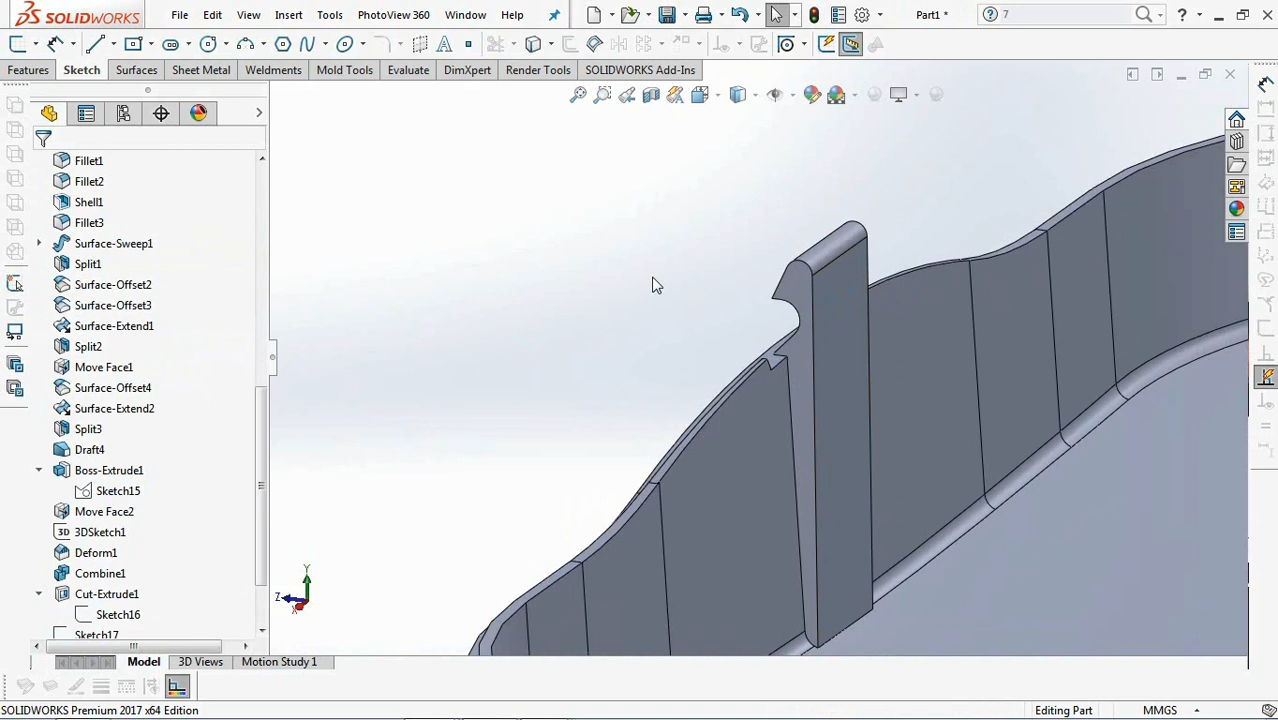 SOLIDWORKS File Edit View Insert Tools PhotoView 360 Window Help Part1 * 7
Features Sketch Surfaces Sheet Metal Weldments Mold Tools Evaluate DimXpert Render Tools SOLIDWORKS Add-Ins
Fillet1
Fillet2
Shell1
Fillet3
Surface-Sweep1
Split1
Surface-Offset2
Surface-Offset3
Surface-Extend1
Split2
Move Face1
Surface-Offset4
Surface-Extend2
Split3
Draft4
Boss-Extrude1
Sketch15
Move Face2
3D 3DSketch1
Deform1
Combine1
Cut-Extrude1
Sketch16
Sketch17
Y
Z
X
Model 3D Views Motion Study 1
SOLIDWORKS Premium 2017 x64 Edition Editing Part MMGS